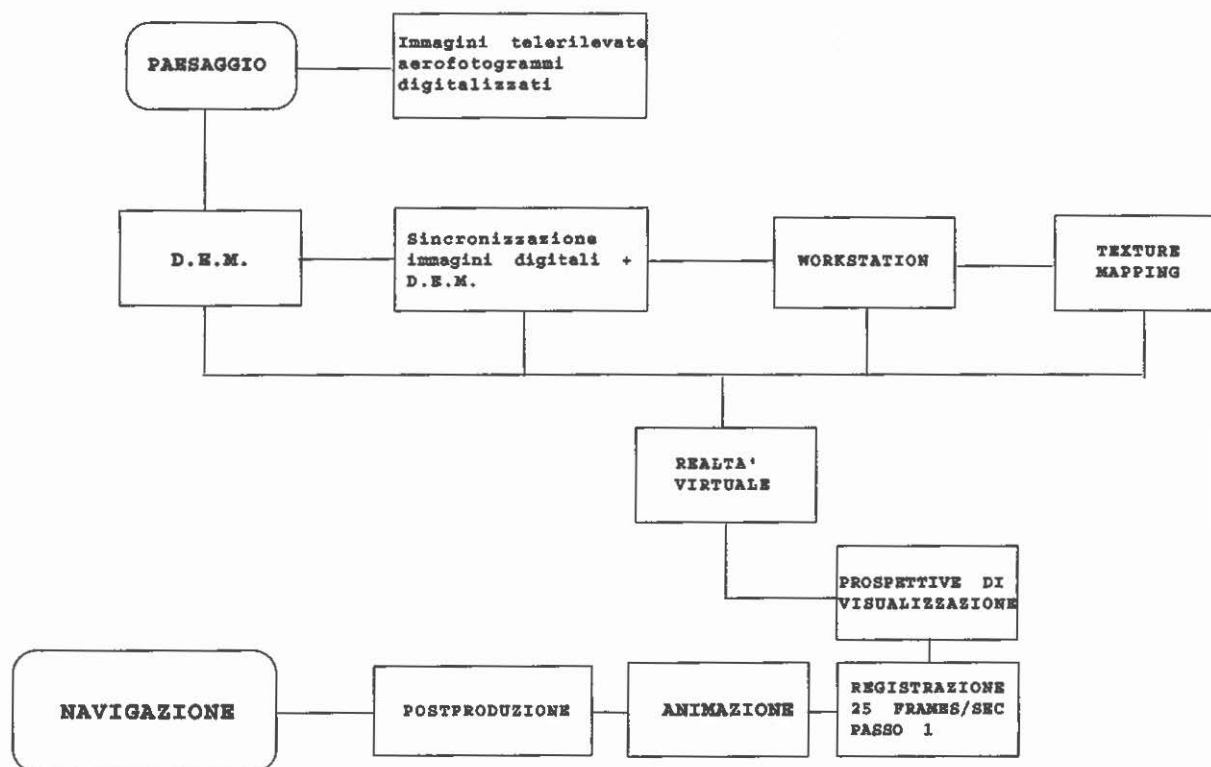 PAESAGGIO
Immagini telerilevate
aerofotogrammi
digitalizzati
D.E.M.
Sincronizzazione
immagini digitali +
D.E.M.
WORKSTATION
TEXTURE
MAPPING
REALTA'
VIRTUALE
PROSPETTIVE DI
VISUALIZZAZIONE
NAVIGAZIONE
POSTPRODUZIONE
ANIMAZIONE
REGISTRAZIONE
25 FRAMES/SEC
PASSO 1